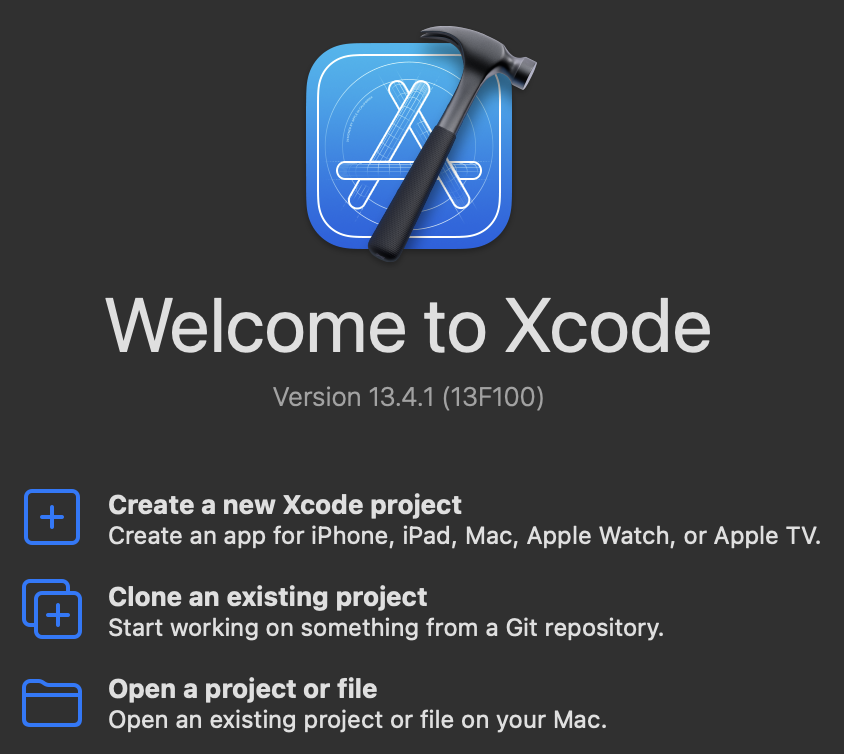 Welcome to Xcode
Version 13.4.1 (13F100)
Create a new Xcode project
Create an app for iPhone, iPad, Mac, Apple Watch, or Apple TV.
Clone an existing project
Start working on something from a Git repository.
Open a project or file
Open an existing project or file on your Mac.